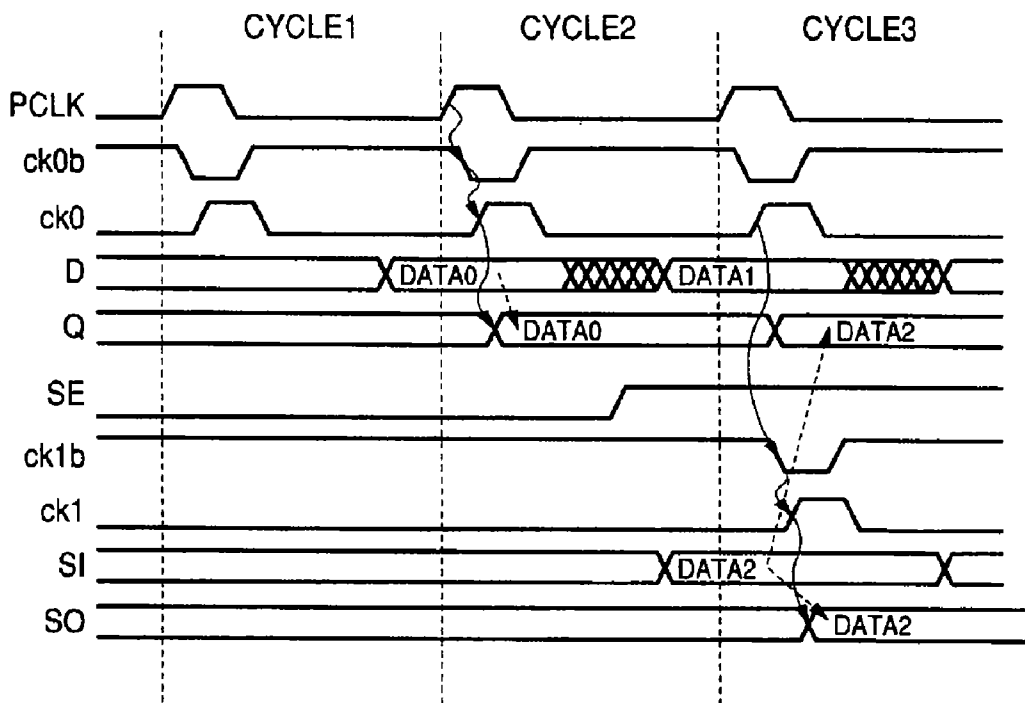 CYCLE1 CYCLE2 CYCLE3
PCLK
ck0b
ck0
D DATA0 DATA1
Q DATA0 DATA2
SE
ck1b
ck1
SI DATA2
SO DATA2